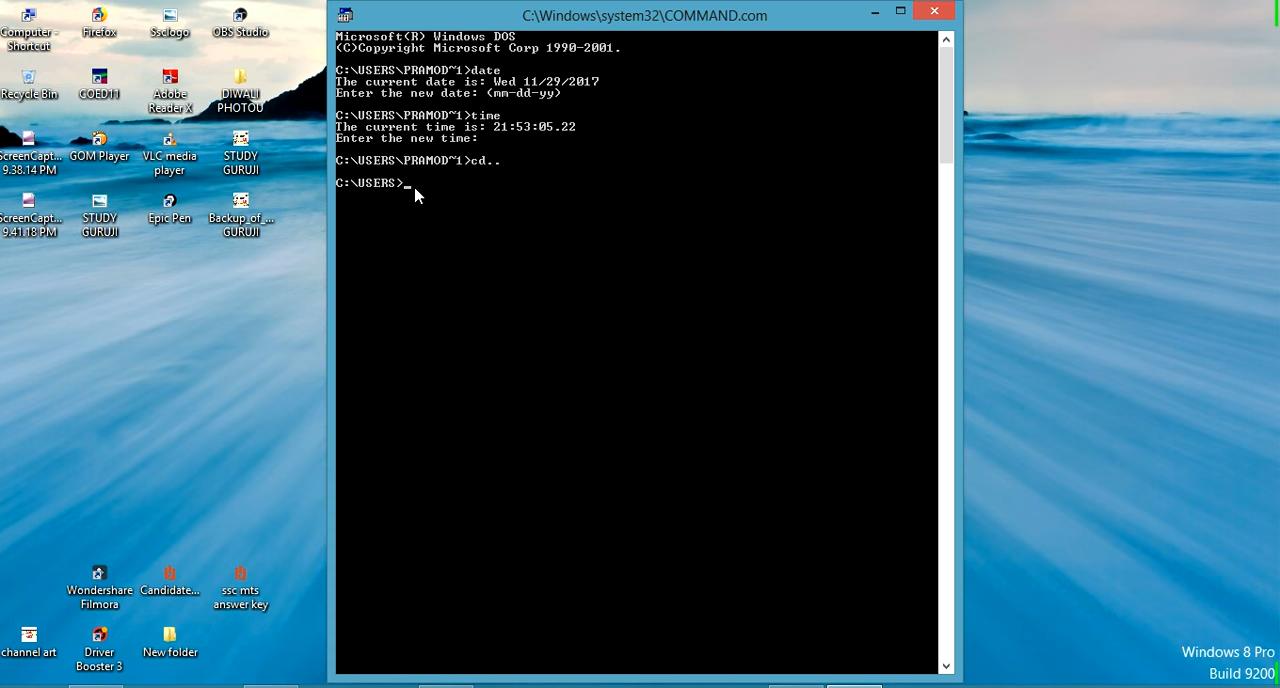 C:\Windows\system32\COMMAND.com
Microsoft(R) Windows DOS
(C)Copyright Microsoft Corp 1990-2001.
C:\USERS\PRAMOD~1>date
The current date is: Wed 11/29/2017
Enter the new date: (mm-dd-yy)
C:\USERS\PRAMOD~1>time
The current time is: 21:53:05.22
Enter the new time:
C:\USERS\PRAMOD~1>cd..
C:\USERS>_
Computer -
Shortcut
Firefox
Ssclogo
OBS Studio
Recycle Bin
COED11
Adobe
Reader X
DIWALI
PHOTOU
ScreenCapt...
9.38.14 PM
GOM Player
VLC media
player
STUDY
GURUJI
ScreenCapt...
9.41.18 PM
STUDY
GURUJI
Epic Pen
Backup_of_...
GURUJI
Wondershare
Filmora
Candidate...
ssc mts
answer key
channel art
Driver
Booster 3
New folder
Windows 8 Pro
Build 9200